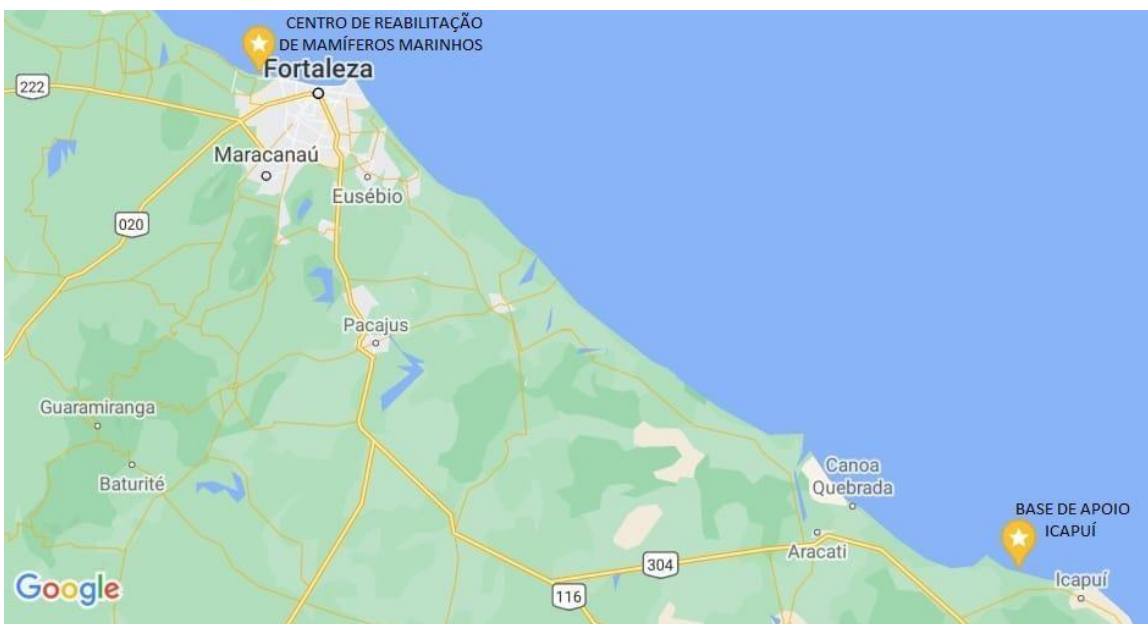 CENTRO DE REABILITAÇÃO
DE MAMÍFEROS MARINHOS
Fortaleza
222
Maracanaú
Eusébio
020
Pacajus
Guaramiranga
Baturité
Canoa
Quebrada
BASE DE APOIO
ICAPUÍ
Aracati
304
Icapuí
116
Google